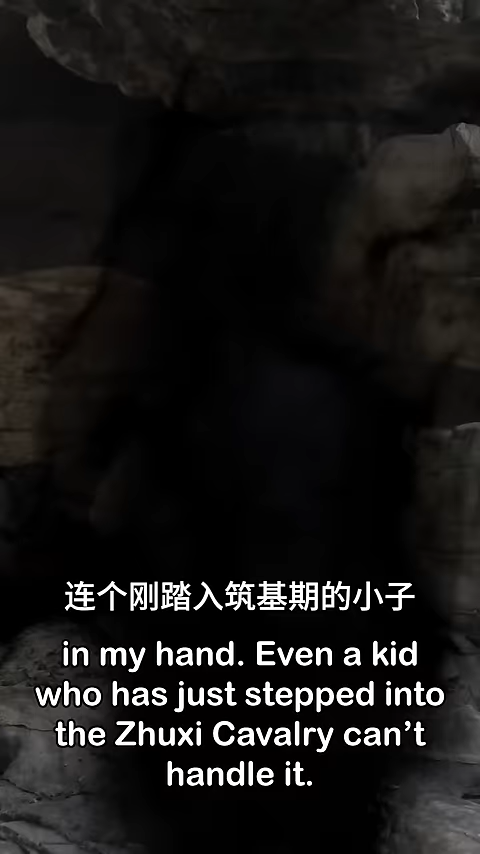 连个刚踏入筑基期的小子
in my hand. Even a kid
who has just stepped into
the Zhuxi Cavalry can't
handle it.